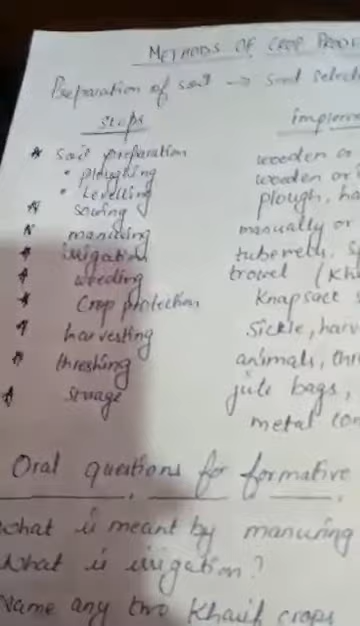 METHODS OF CROP PROD
Preparation of soil → seed selecti
steps implem
* soil preparation wooden or
• ploughing wooden or i
• Levelling plough, ha
* sowing manually or
* manuring tubewells, S
* irrigation trowel (Kh
* weeding Knapsack s
* Crop protection Sickle, harv
* harvesting animals, thr
* threshing jute bags,
* storage metal con
Oral questions for formative
what is meant by manuring
What is irrigation?
Name any two Kharif crops